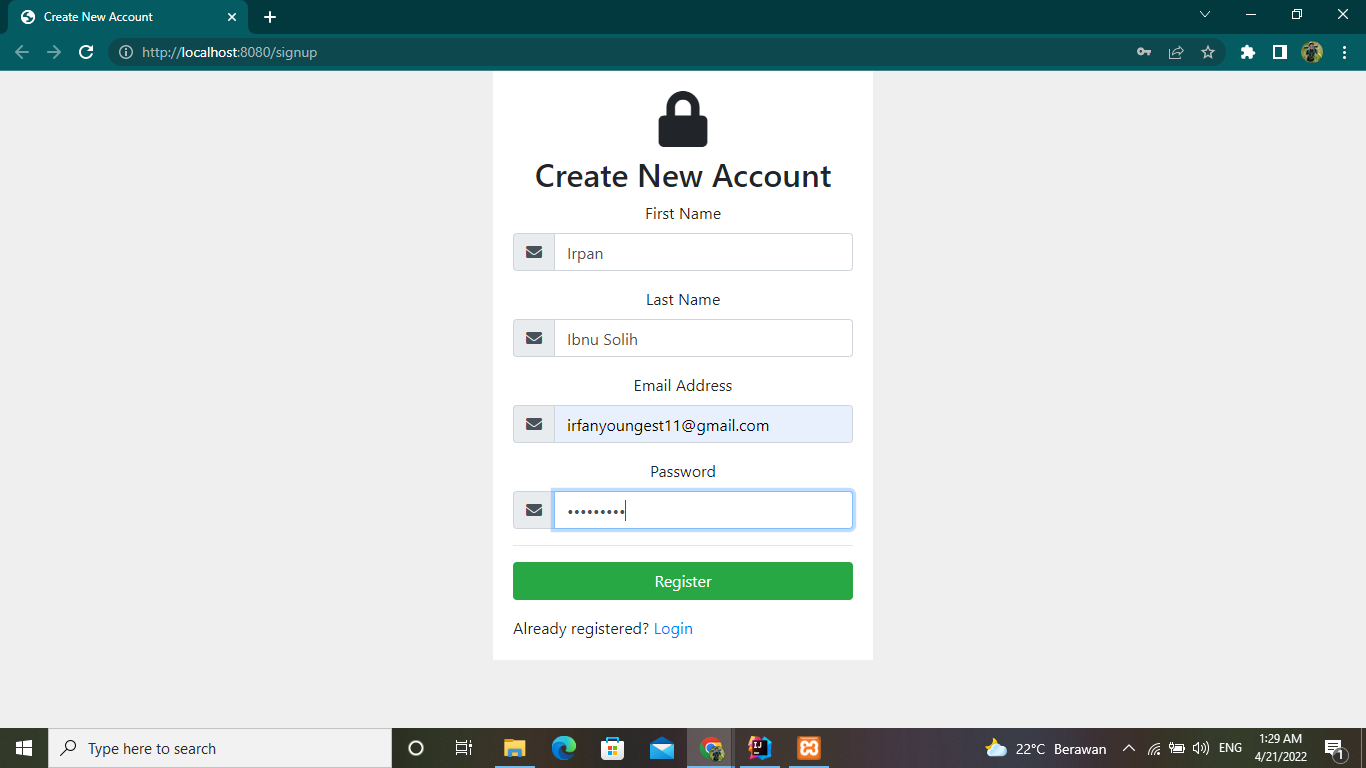 Create New Account
http://localhost:8080/signup
Create New Account
First Name
Irpan
Last Name
Ibnu Solih
Email Address
irfanyoungest11@gmail.com
Password
•••••••••
Register
Already registered? Login
Type here to search
22°C Berawan
ENG
1:29 AM
4/21/2022
1